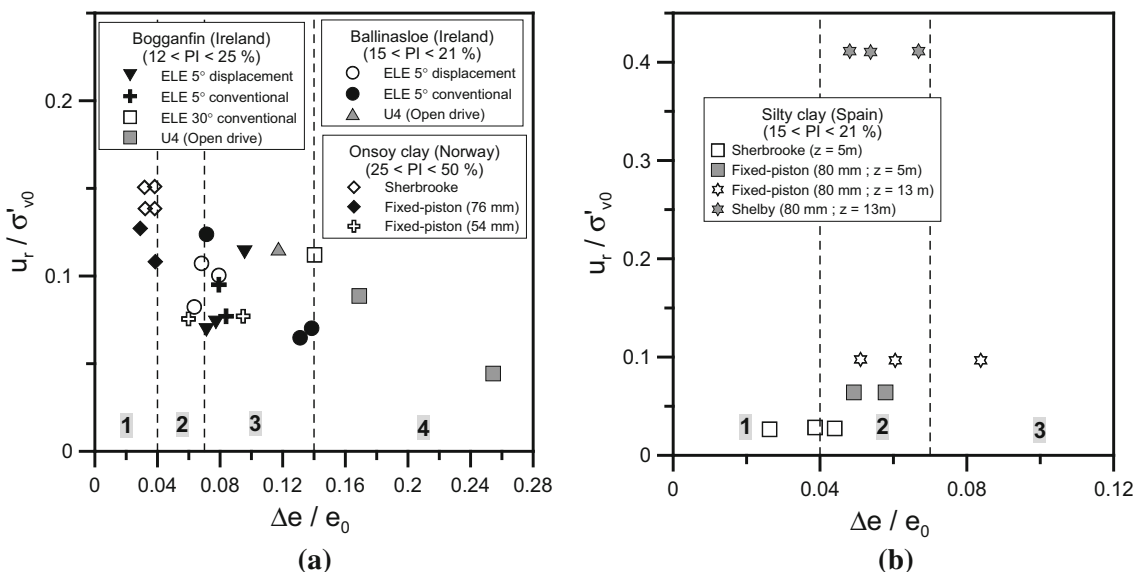 Bogganfin (Ireland)
(12 < PI < 25 %)
ELE 5° displacement
ELE 5° conventional
ELE 30° conventional
U4 (Open drive)
Ballinasloe (Ireland)
(15 < PI < 21 %)
ELE 5° displacement
ELE 5° conventional
U4 (Open drive)
Onsoy clay (Norway)
(25 < PI < 50 %)
Sherbrooke
Fixed-piston (76 mm)
Fixed-piston (54 mm)
0.2
0.1
0
u_r / σ'_v0
1
2
3
4
0
0.04
0.08
0.12
0.16
0.2
0.24
0.28
Δe / e_0
(a)
Silty clay (Spain)
(15 < PI < 21 %)
Sherbrooke (z = 5m)
Fixed-piston (80 mm ; z = 5m)
Fixed-piston (80 mm ; z = 13 m)
Shelby (80 mm ; z = 13m)
0.4
0.3
0.2
0.1
0
u_r / σ'_v0
1
2
3
0
0.04
0.08
0.12
Δe / e_0
(b)